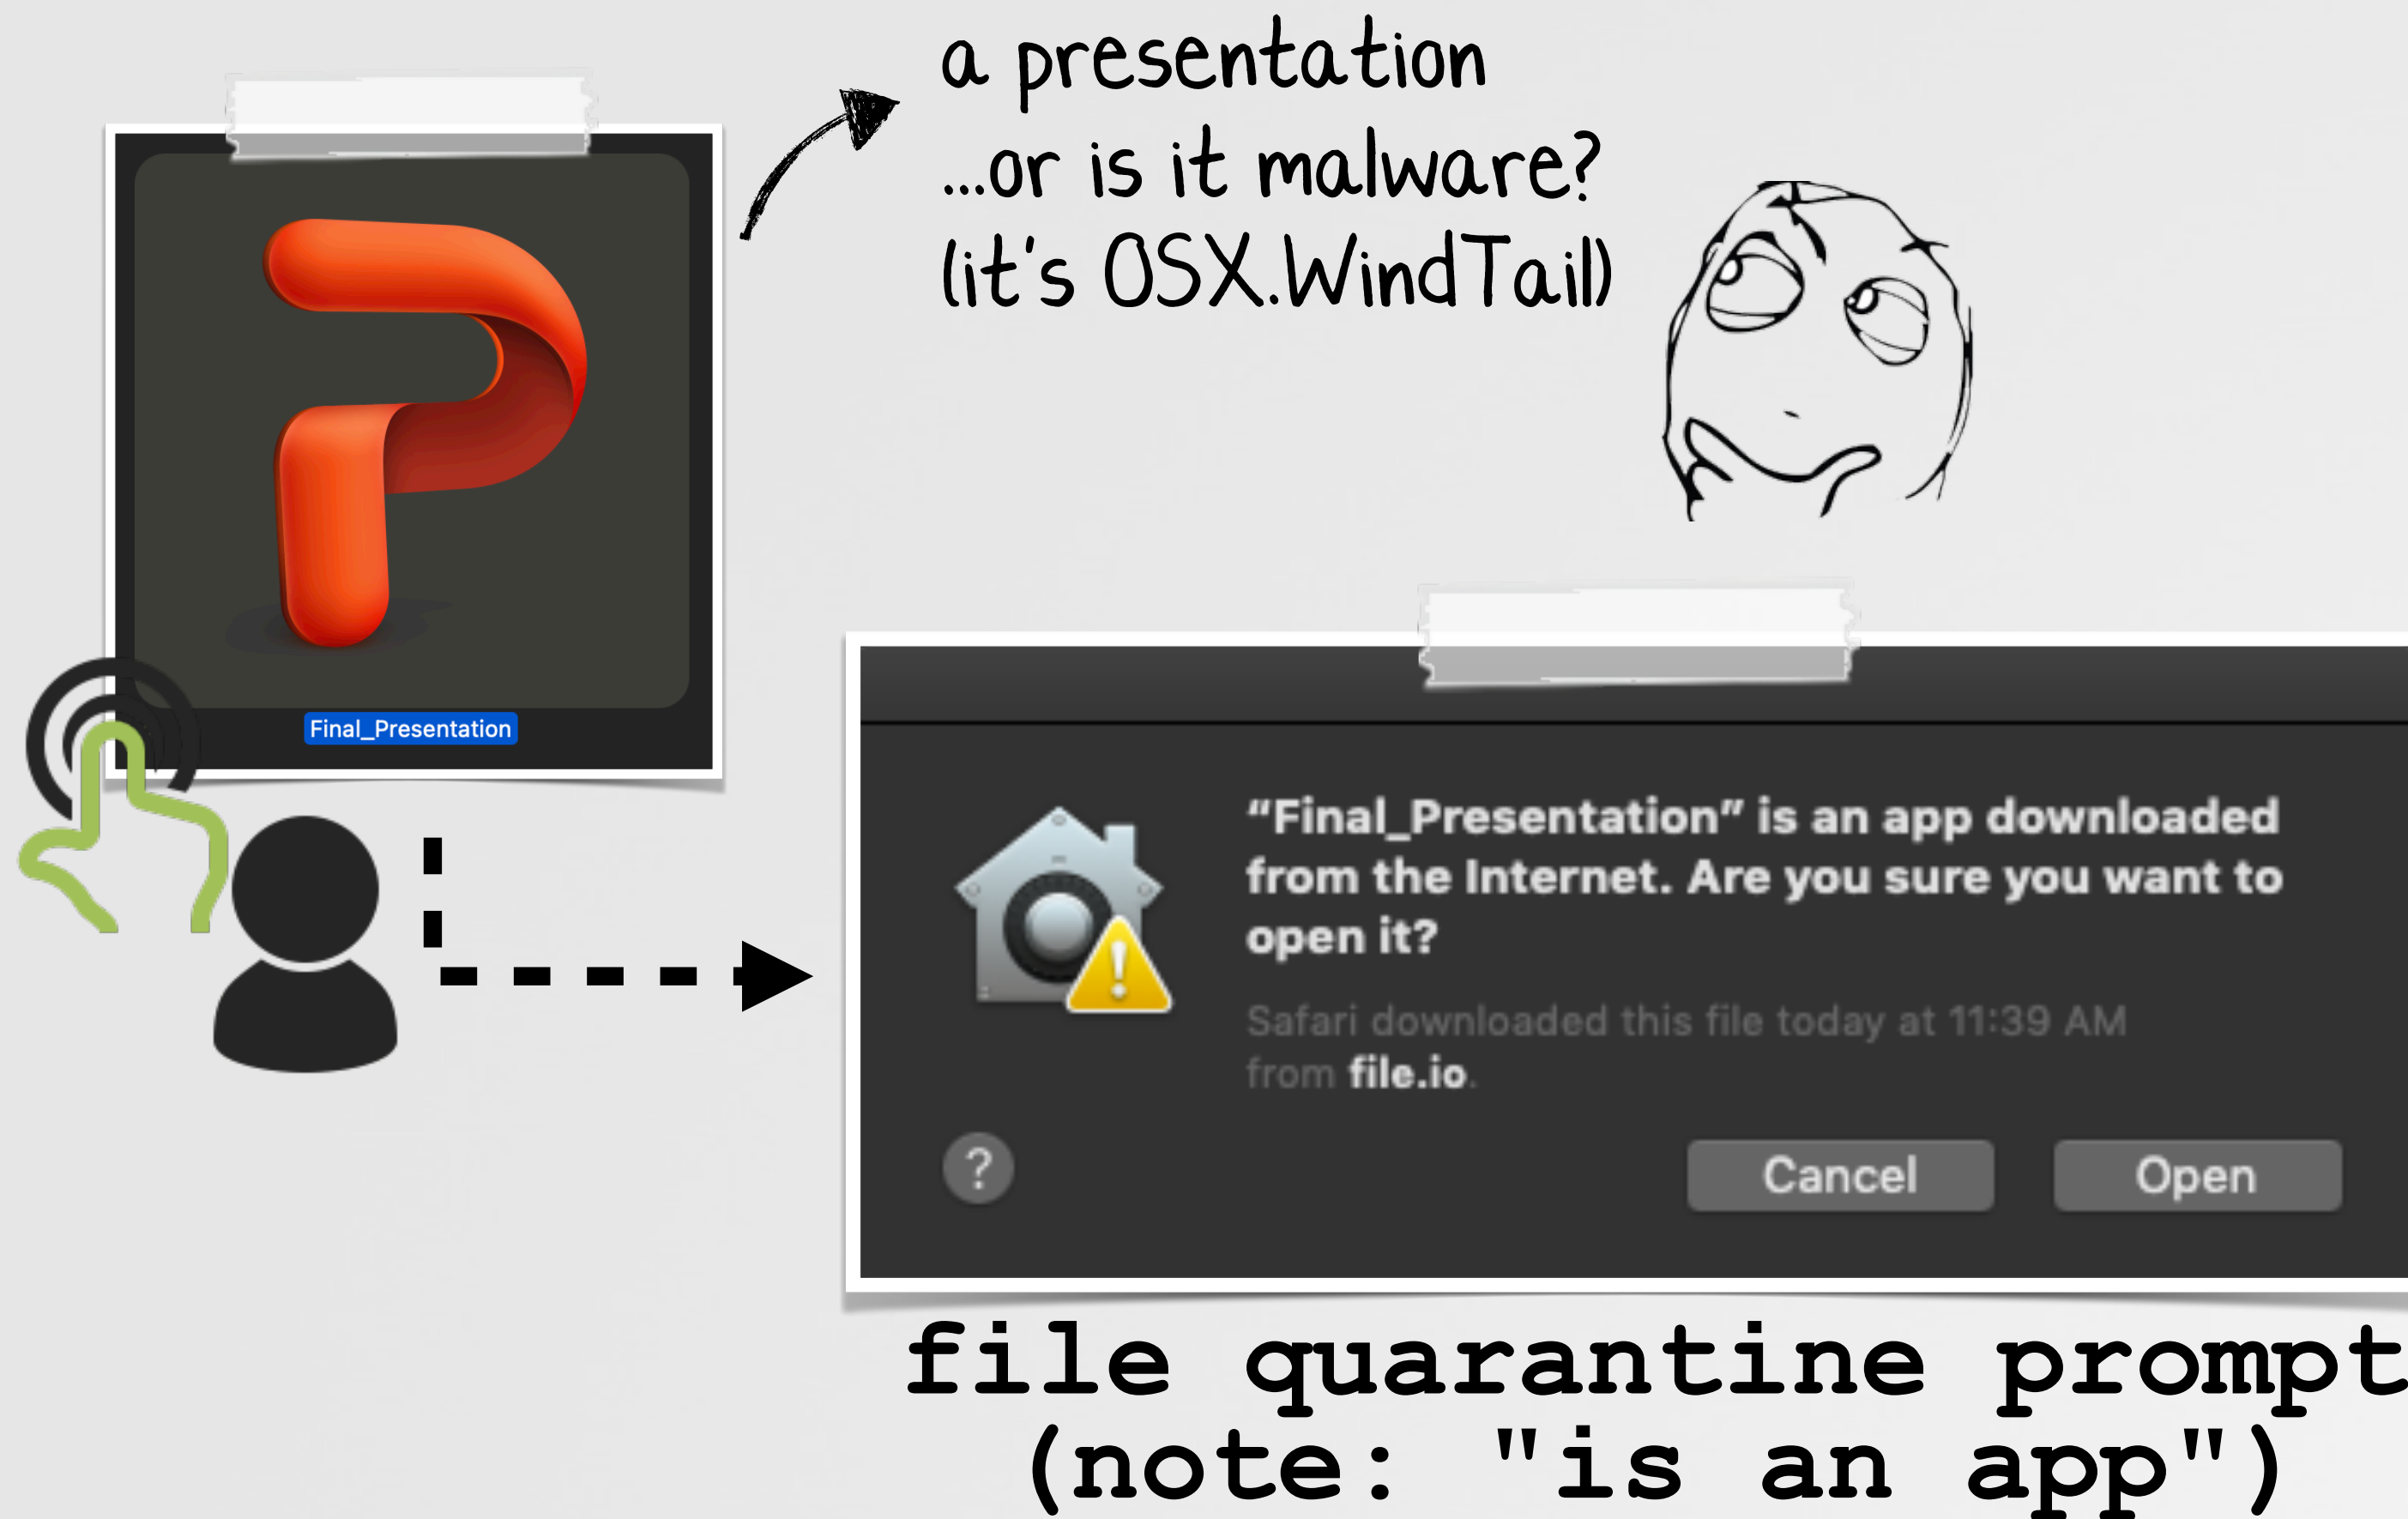 a presentation
...or is it malware?
(it's OSX.WindTail)
Final_Presentation
“Final_Presentation” is an app downloaded
from the Internet. Are you sure you want to
open it?
Safari downloaded this file today at 11:39 AM
from file.io.
?
Cancel
Open
file quarantine prompt
(note: "is an app")